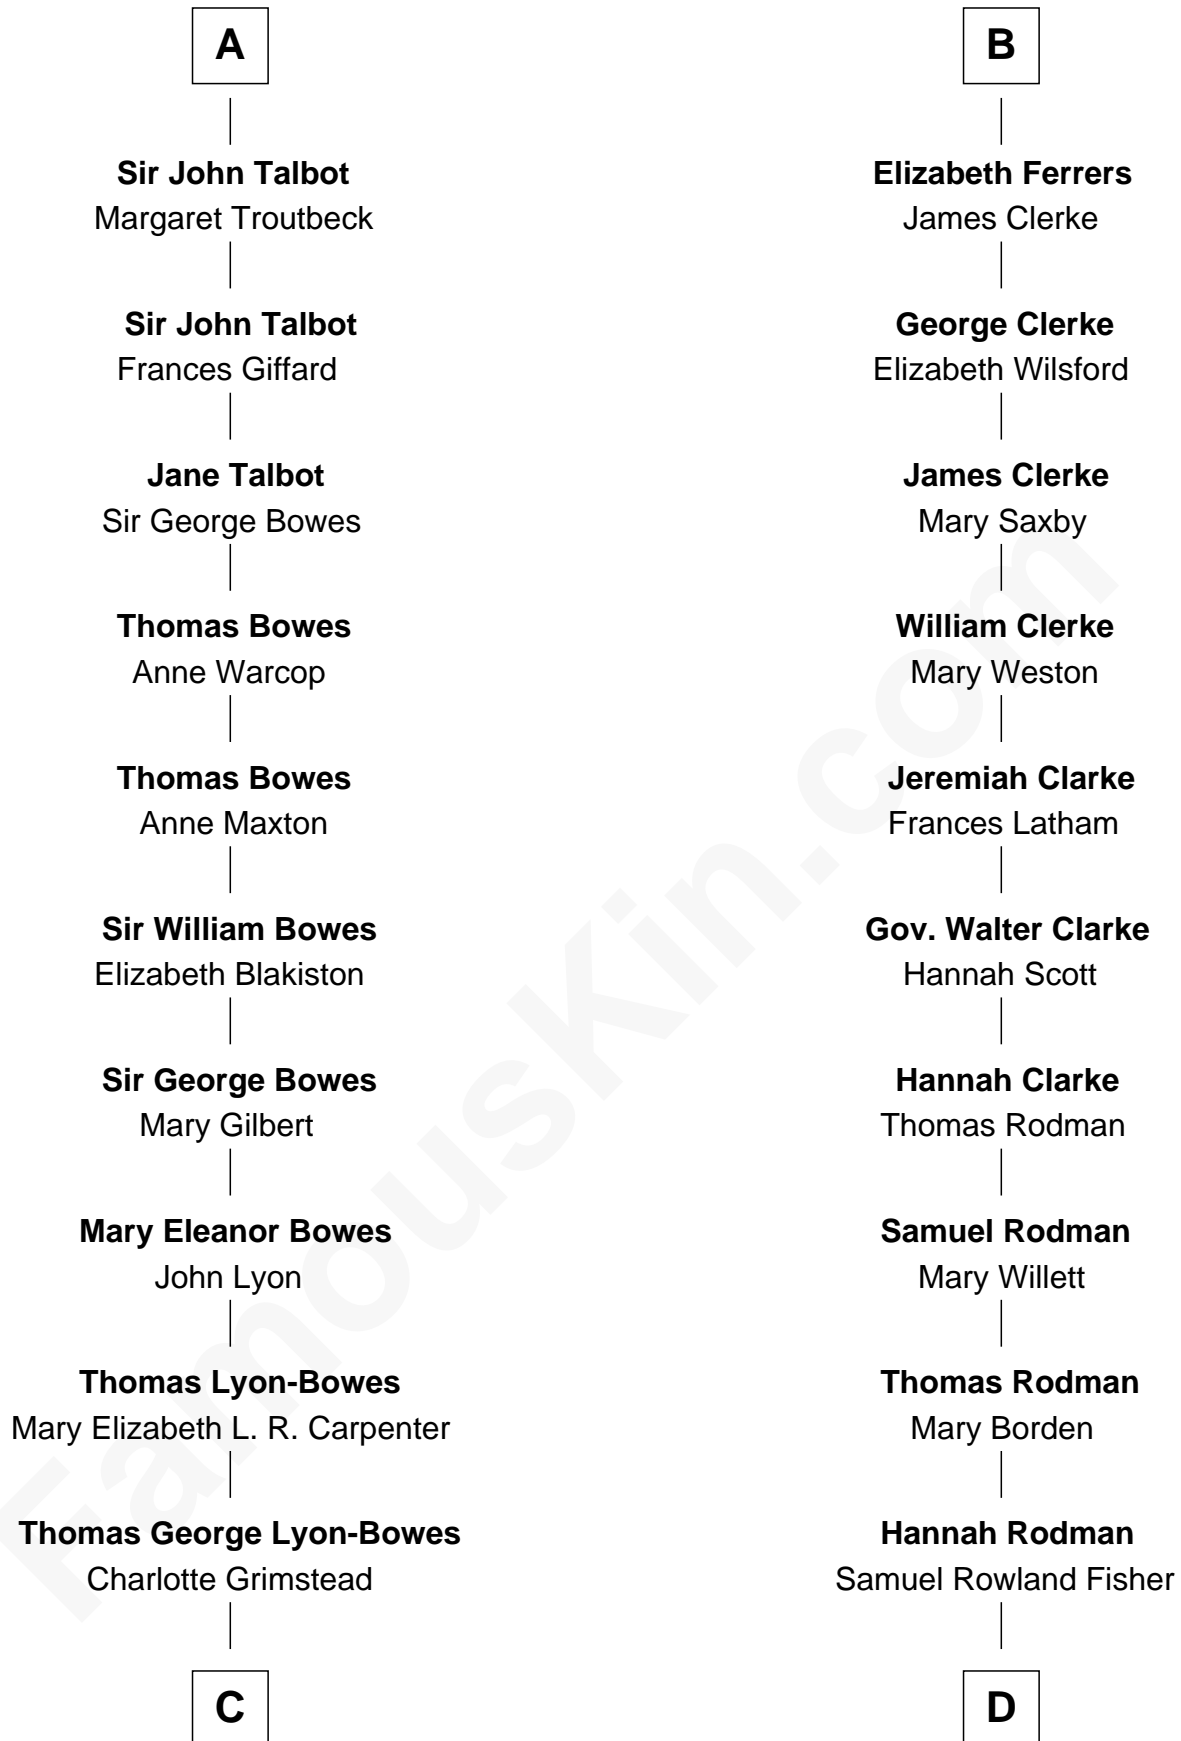 A
Sir John Talbot
Margaret Troutbeck
Sir John Talbot
Frances Giffard
Jane Talbot
Sir George Bowes
Thomas Bowes
Anne Warcop
Thomas Bowes
Anne Maxton
Sir William Bowes
Elizabeth Blakiston
Sir George Bowes
Mary Gilbert
Mary Eleanor Bowes
John Lyon
Thomas Lyon-Bowes
Mary Elizabeth L. R. Carpenter
Thomas George Lyon-Bowes
Charlotte Grimstead
C
B
Elizabeth Ferrers
James Clerke
George Clerke
Elizabeth Wilsford
James Clerke
Mary Saxby
William Clerke
Mary Weston
Jeremiah Clarke
Frances Latham
Gov. Walter Clarke
Hannah Scott
Hannah Clarke
Thomas Rodman
Samuel Rodman
Mary Willett
Thomas Rodman
Mary Borden
Hannah Rodman
Samuel Rowland Fisher
D
FamousKin.com